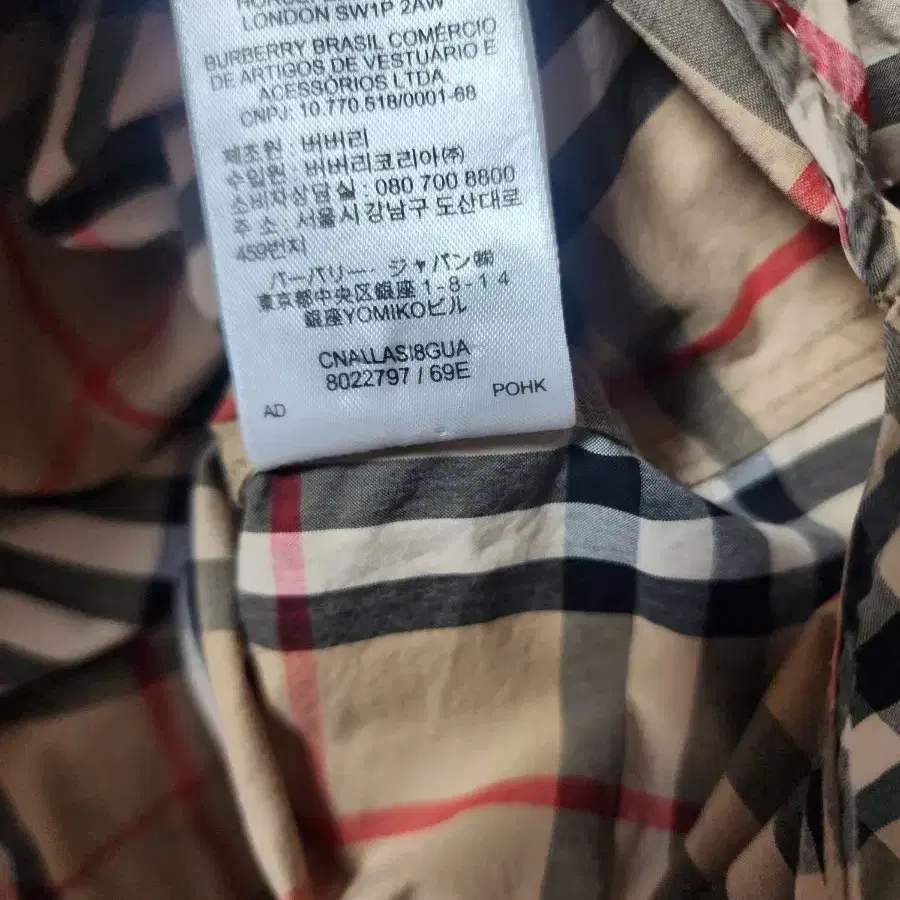 LONDON SW1P 2AW
BURBERRY BRASIL COMÉRCIO
DE ARTIGOS DE VESTUÁRIO E
ACESSÓRIOS LTDA.
CNPJ: 10.770.518/0001-68
제조원 : 버버리
수입원 : 버버리코리아(주)
소비자상담실 : 080 700 8800
주소 : 서울시 강남구 도산대로
459번지
バーバリー・ジャパン㈱
東京都中央区銀座1-8-14
銀座YOMIKOビル
CNALLASI8GUA
8022797 / 69E
AD
POHK